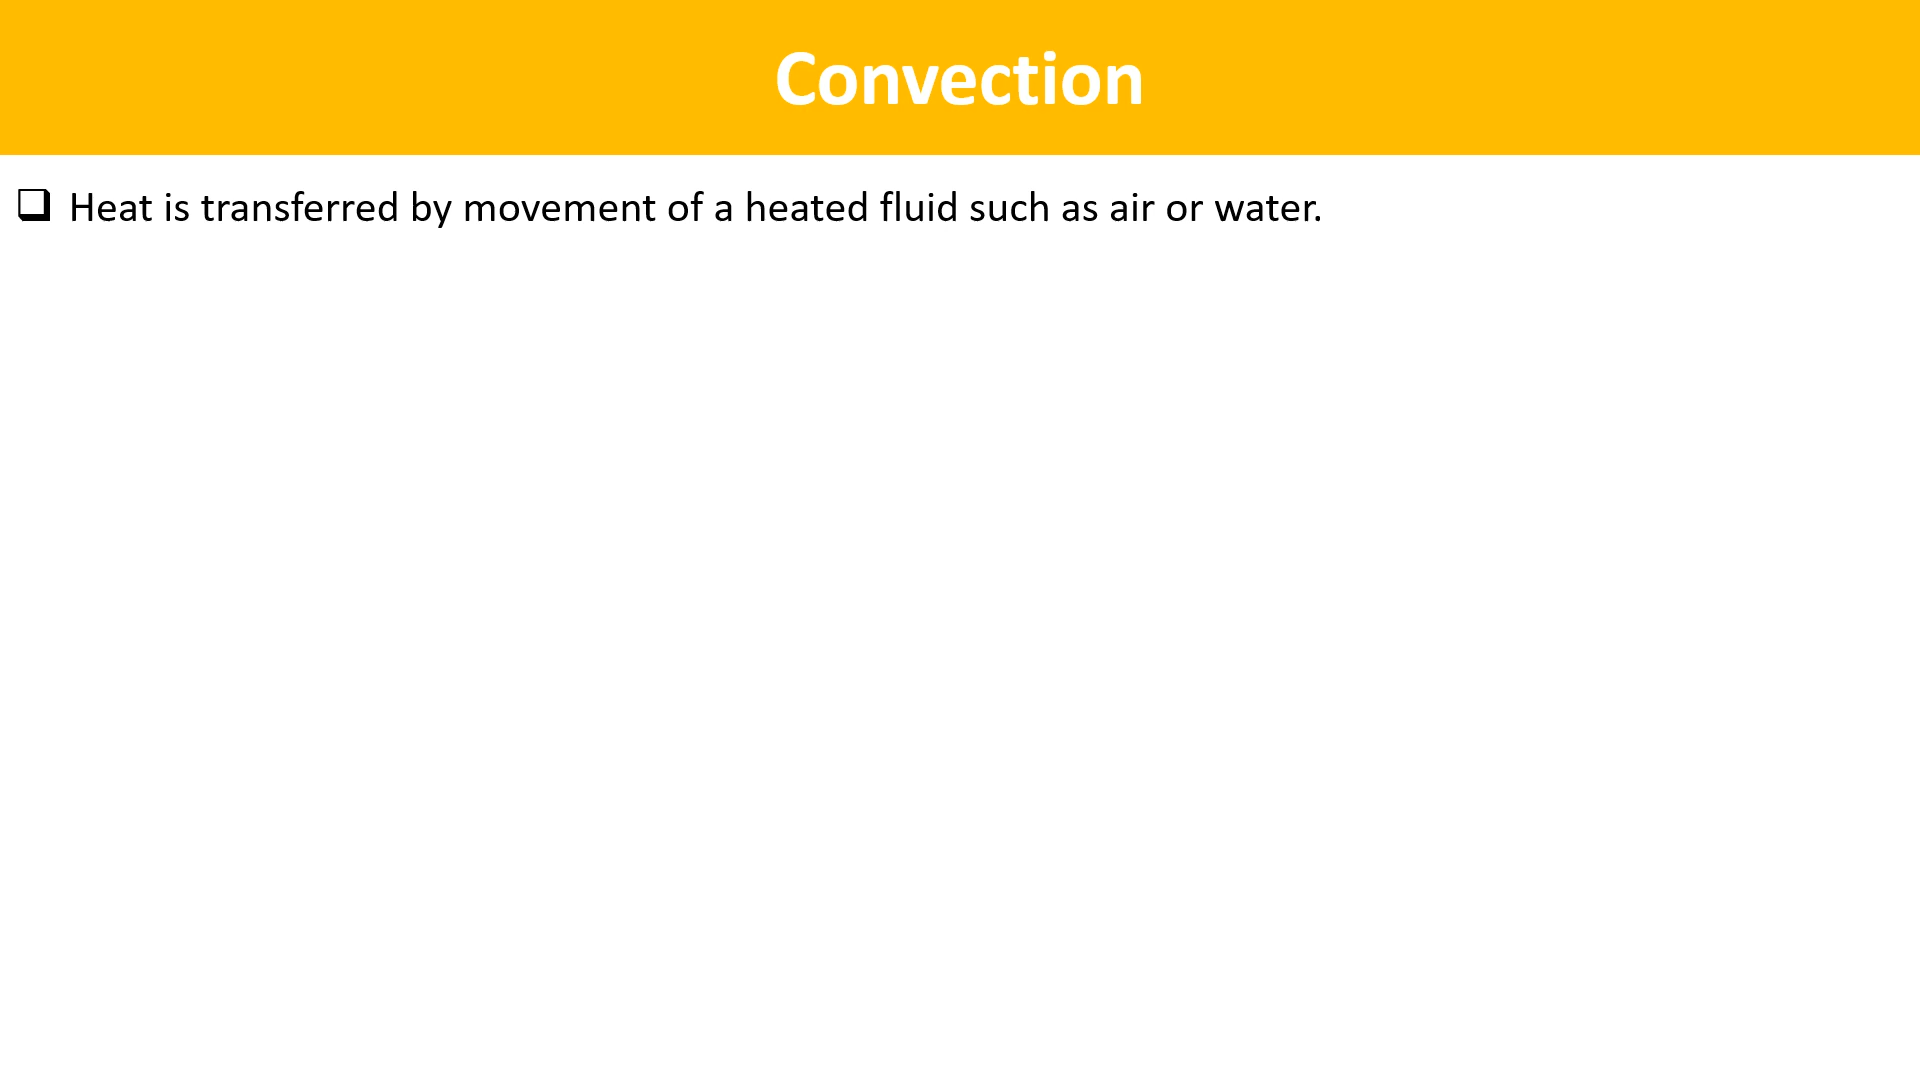 Convection
❑ Heat is transferred by movement of a heated fluid such as air or water.